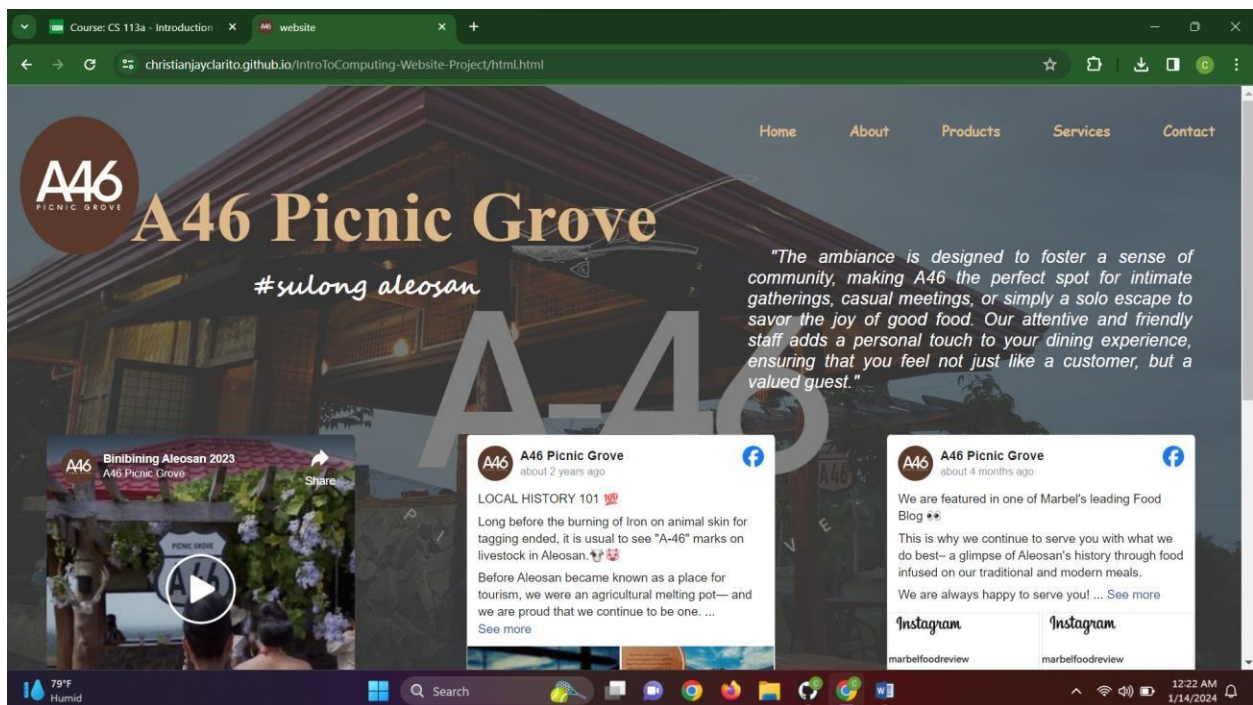 Course: CS 113a - Introduction
website
christianjayclarito.github.io/IntroToComputing-Website-Project/html.html
C
Home About Products Services Contact
A46
PICNIC GROVE
A46 Picnic Grove
#sulong aleosan
"The ambiance is designed to foster a sense of
community, making A46 the perfect spot for intimate
gatherings, casual meetings, or simply a solo escape to
savor the joy of good food. Our attentive and friendly
staff adds a personal touch to your dining experience,
ensuring that you feel not just like a customer, but a
valued guest."
A-46
A46
Binibining Aleosan 2023
A46 Picnic Grove
Share
PICNIC GROVE
A46
A46
A46 Picnic Grove
about 2 years ago
LOCAL HISTORY 101 💯
Long before the burning of Iron on animal skin for
tagging ended, it is usual to see "A-46" marks on
livestock in Aleosan.🐄🐷
Before Aleosan became known as a place for
tourism, we were an agricultural melting pot— and
we are proud that we continue to be one. ...
See more
A46
A46 Picnic Grove
about 4 months ago
We are featured in one of Marbel's leading Food
Blog 👀
This is why we continue to serve you with what we
do best– a glimpse of Aleosan's history through food
infused on our traditional and modern meals.
We are always happy to serve you! ... See more
Instagram Instagram
marbelfoodreview marbelfoodreview
79°F
Humid
Search
12:22 AM
1/14/2024